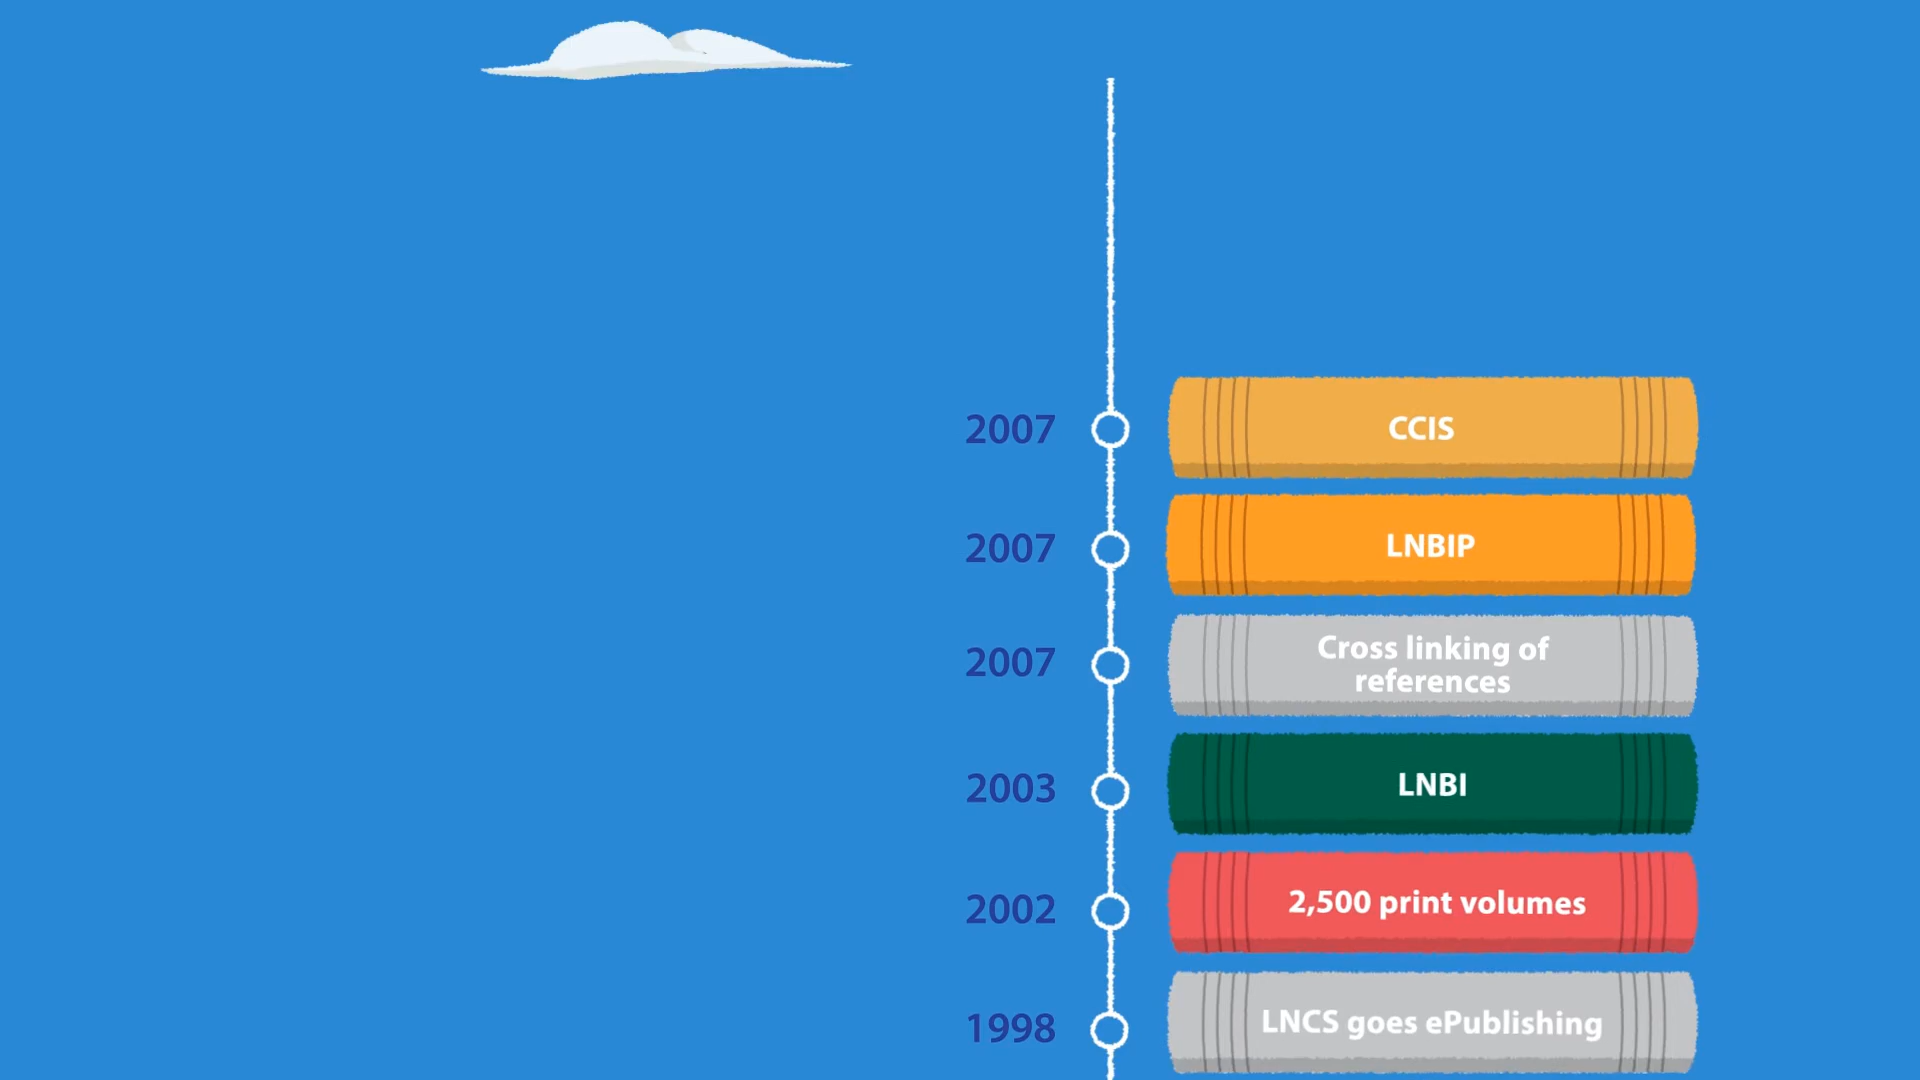 2007 CCIS
2007 LNBIP
2007 Cross linking of
references
2003 LNBI
2002 2,500 print volumes
1998 LNCS goes ePublishing